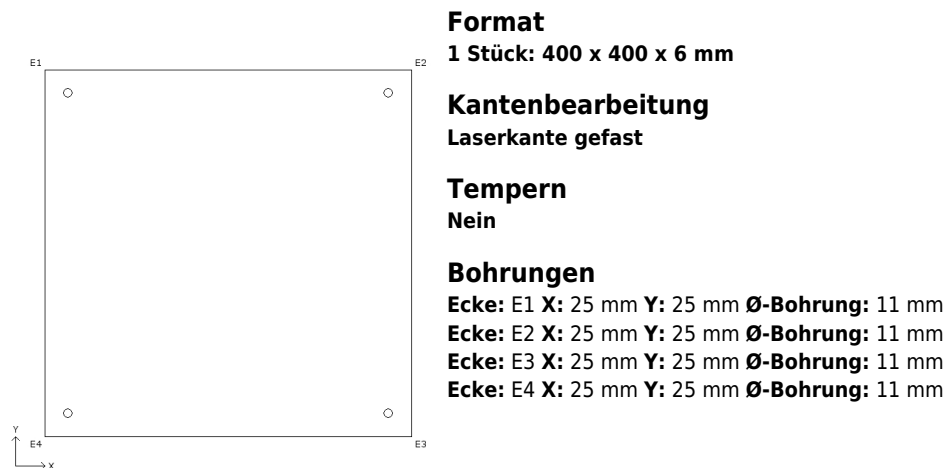 E1
E2
E4
E3
Y
X
Format
1 Stück: 400 x 400 x 6 mm
Kantenbearbeitung
Laserkante gefast
Tempern
Nein
Bohrungen
Ecke: E1 X: 25 mm Y: 25 mm Ø-Bohrung: 11 mm
Ecke: E2 X: 25 mm Y: 25 mm Ø-Bohrung: 11 mm
Ecke: E3 X: 25 mm Y: 25 mm Ø-Bohrung: 11 mm
Ecke: E4 X: 25 mm Y: 25 mm Ø-Bohrung: 11 mm